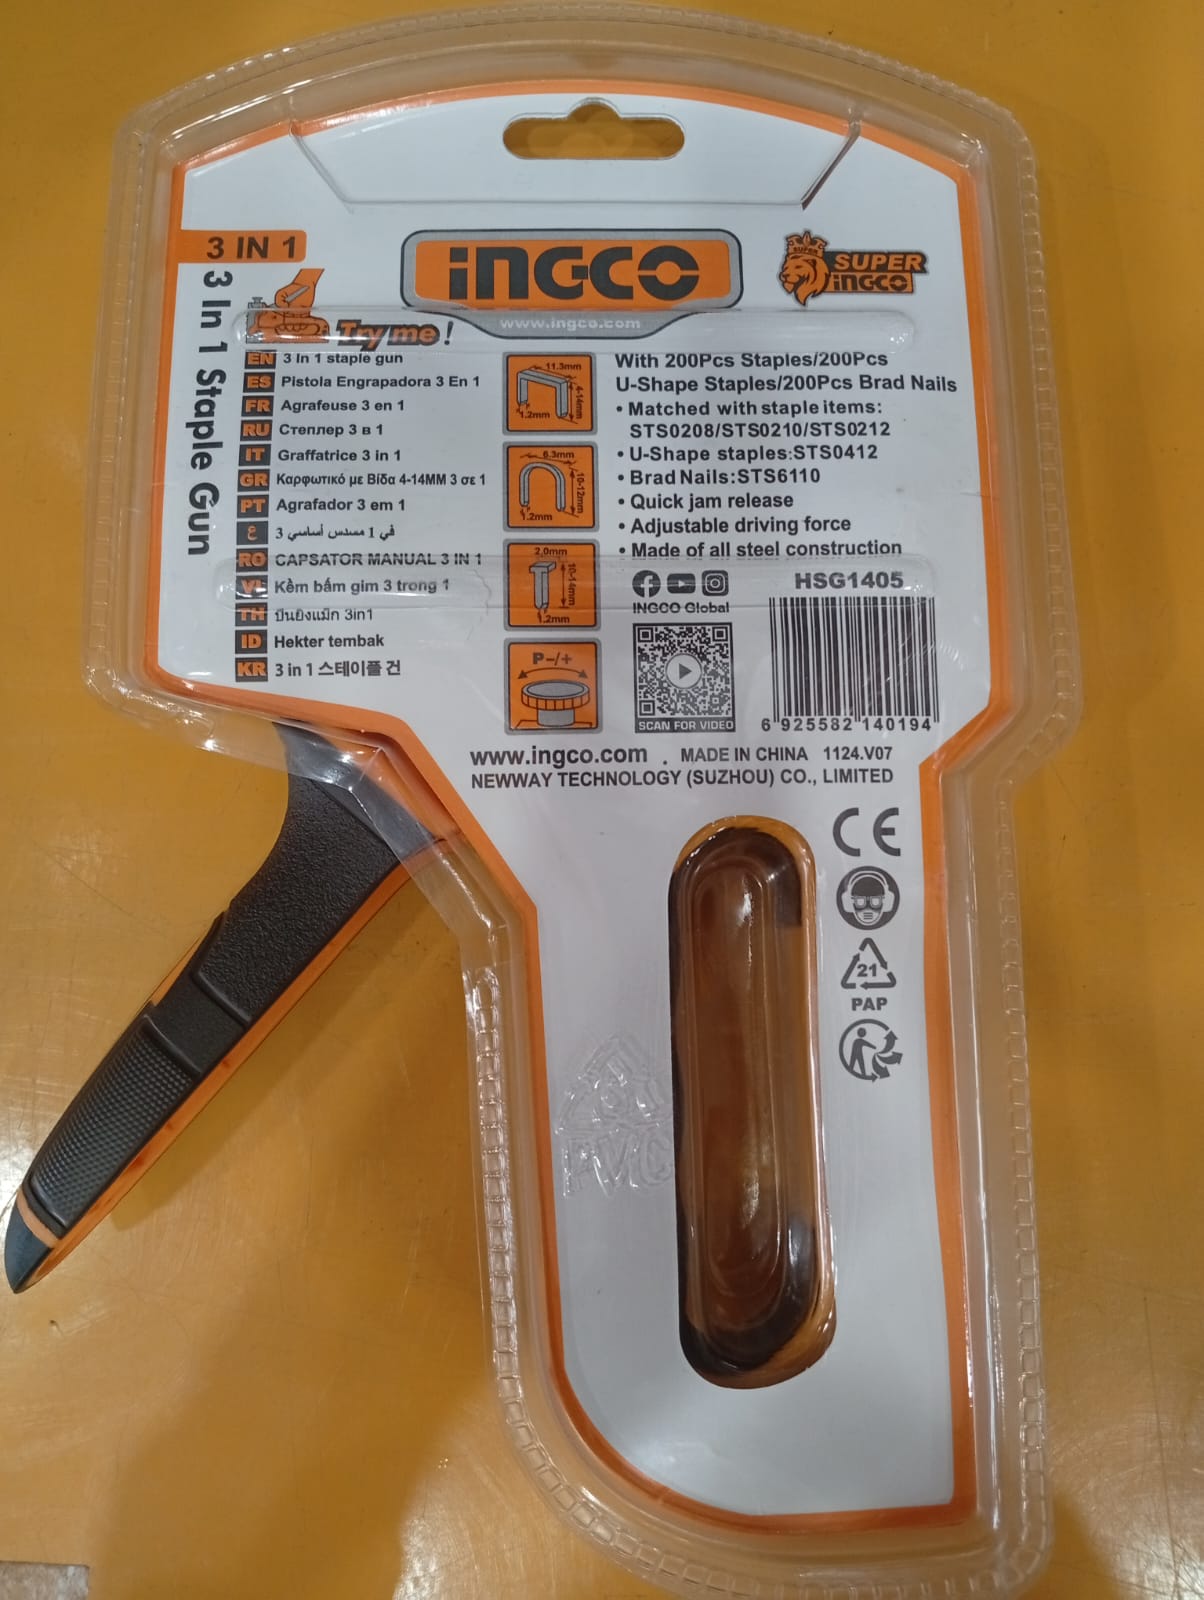 3 IN 1
3 In 1 Staple Gun
INGCO
www.ingco.com
SUPER
SUPER
INGCO
Try me !
EN 3 In 1 staple gun
ES Pistola Engrapadora 3 En 1
FR Agrafeuse 3 en 1
RU Степлер 3 в 1
IT Graffatrice 3 in 1
GR Καρφωτικό με Βίδα 4-14MM 3 σε 1
PT Agrafador 3 em 1
ع 3 في 1 مسدس أساسي
RO CAPSATOR MANUAL 3 IN 1
VI Kềm bấm gim 3 trong 1
TH ปืนยิงแม็ก 3in1
ID Hekter tembak
KR 3 in 1 스테이플 건
11.3mm
4-14mm
1.2mm
6.3mm
10-12mm
1.2mm
2.0mm
10-14mm
1.2mm
P-/+
With 200Pcs Staples/200Pcs
U-Shape Staples/200Pcs Brad Nails
• Matched with staple items:
STS0208/STS0210/STS0212
• U-Shape staples:STS0412
• Brad Nails:STS6110
• Quick jam release
• Adjustable driving force
• Made of all steel construction
INGCO Global
SCAN FOR VIDEO
HSG1405
6 925582 140194
www.ingco.com . MADE IN CHINA 1124.V07
NEWWAY TECHNOLOGY (SUZHOU) CO., LIMITED
CE
21
PAP
PVC